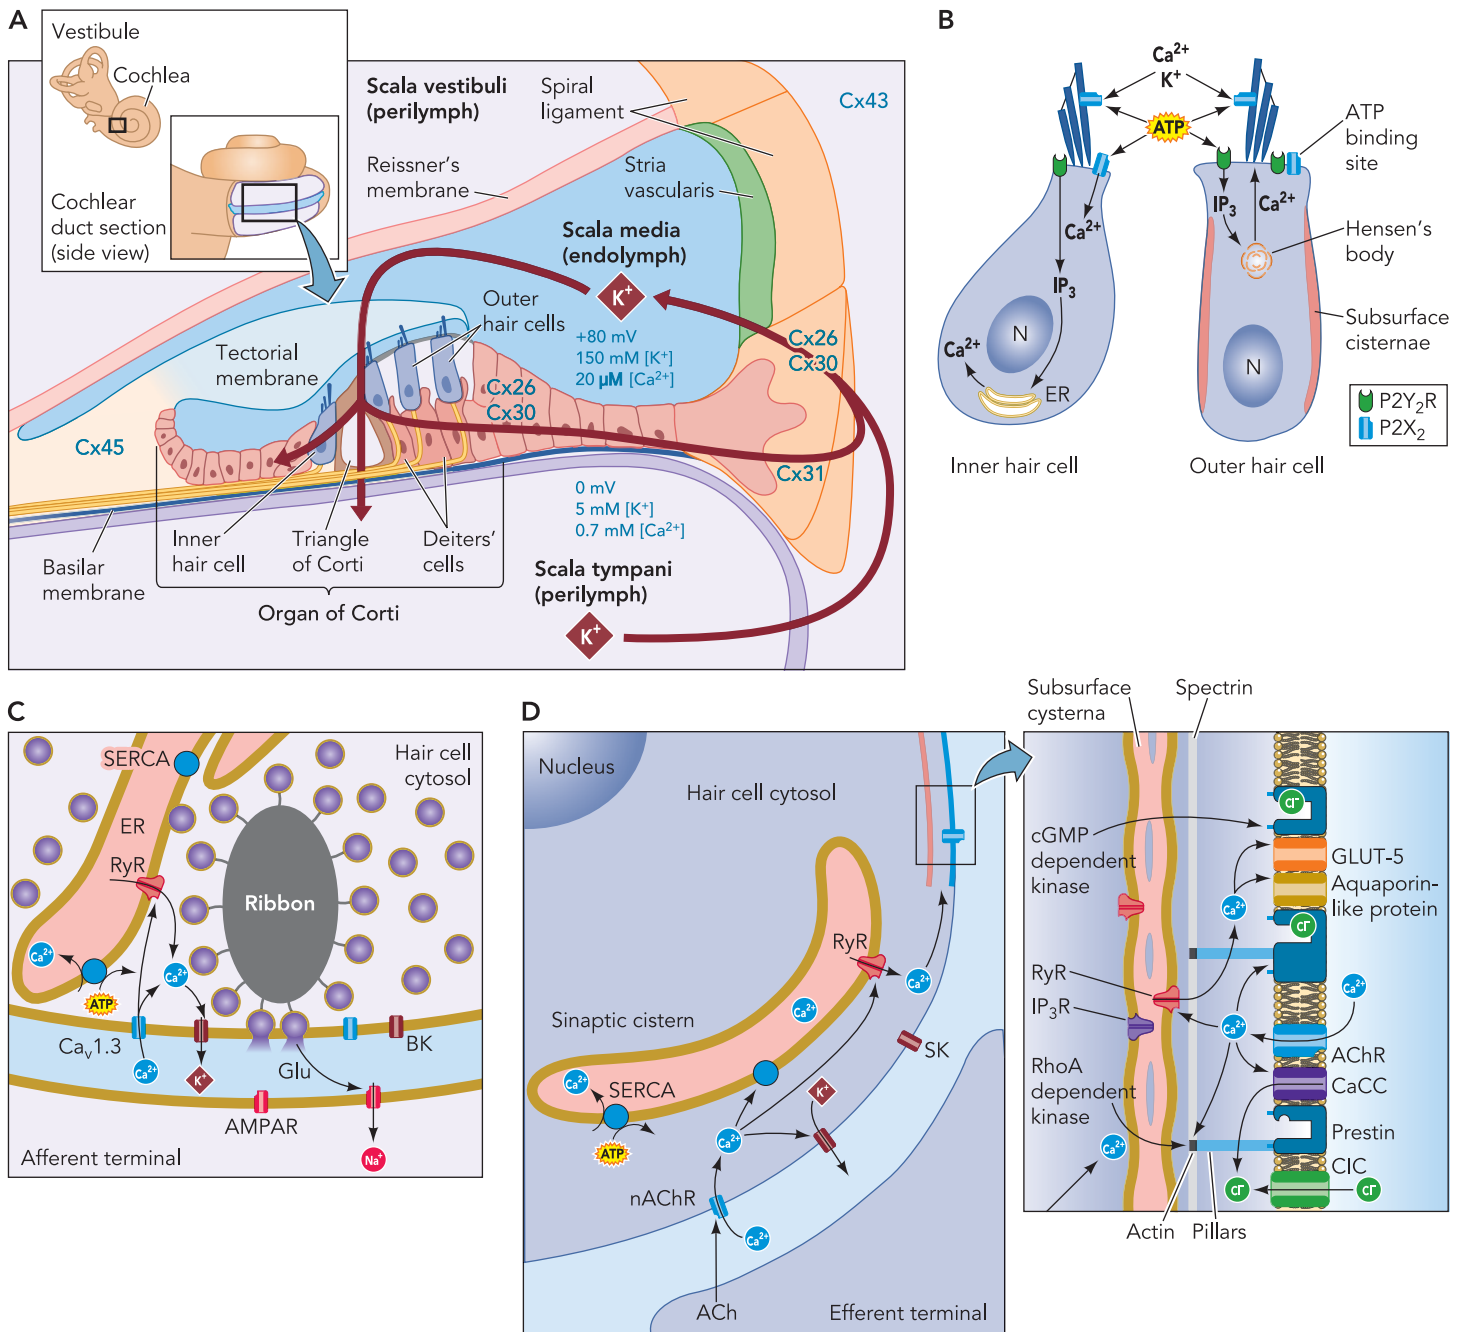 A
Vestibule
Cochlea
Cochlear
duct section
(side view)
Scala vestibuli
(perilymph)
Spiral
ligament
Cx43
Reissner's
membrane
Stria
vascularis
Scala media
(endolymph)
K+
Outer
hair cells
+80 mV
150 mM [K+]
20 µM [Ca2+]
Tectorial
membrane
Cx26
Cx30
Cx26
Cx30
Cx45
Cx31
0 mV
5 mM [K+]
0.7 mM [Ca2+]
Basilar
membrane
Inner
hair cell
Triangle
of Corti
Deiters'
cells
Organ of Corti
Scala tympani
(perilymph)
K+
B
Ca2+
K+
ATP
ATP
binding
site
IP3
Ca2+
Hensen's
body
Ca2+
IP3
N
Ca2+
ER
Subsurface
cisternae
N
P2Y2R
P2X2
Inner hair cell
Outer hair cell
C
SERCA
Hair cell
cytosol
ER
RyR
Ribbon
Ca2+
Ca2+
ATP
Cav1.3
BK
Ca2+
K+
Glu
AMPAR
Afferent terminal
Na+
D
Nucleus
Hair cell cytosol
RyR
Ca2+
Ca2+
Sinaptic cistern
SK
Ca2+
SERCA
K+
ATP
Ca2+
nAChR
Ca2+
ACh
Efferent terminal
Subsurface
cysterna
Spectrin
Cl-
cGMP
dependent
kinase
GLUT-5
Aquaporin-
like protein
Ca2+
Cl-
RyR
IP3R
Ca2+
Ca2+
AChR
RhoA
dependent
kinase
CaCC
Prestin
Ca2+
ClC
Cl-
Cl-
Actin
Pillars